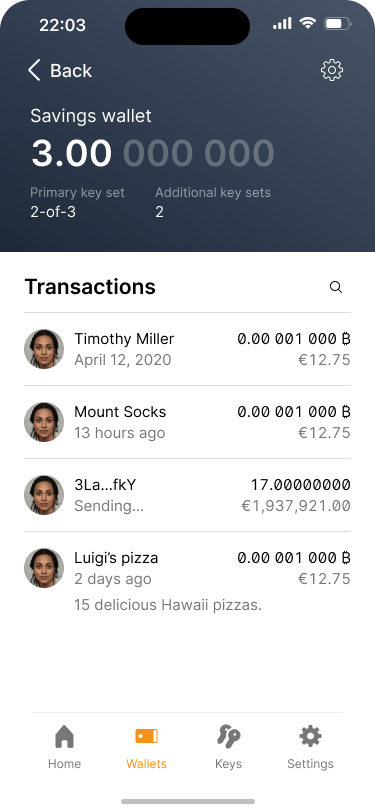 22:03
Back
Savings wallet
3.00 000 000
Primary key set Additional key sets
2-of-3 2
Transactions
Timothy Miller 0.00 001 000 ₿
April 12, 2020 €12.75
Mount Socks 0.00 001 000 ₿
13 hours ago €12.75
3La...fkY 17.00000000
Sending... €1,937,921.00
Luigi’s pizza 0.00 001 000 ₿
2 days ago €12.75
15 delicious Hawaii pizzas.
Home Wallets Keys Settings